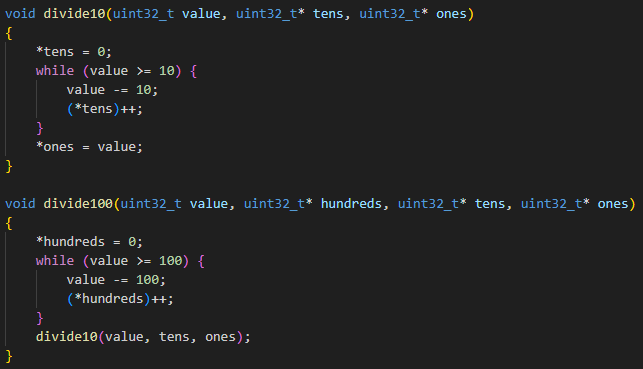 void divide10(uint32_t value, uint32_t* tens, uint32_t* ones)
{
    *tens = 0;
    while (value >= 10) {
        value -= 10;
        (*tens)++;
    }
    *ones = value;
}

void divide100(uint32_t value, uint32_t* hundreds, uint32_t* tens, uint32_t* ones)
{
    *hundreds = 0;
    while (value >= 100) {
        value -= 100;
        (*hundreds)++;
    }
    divide10(value, tens, ones);
}